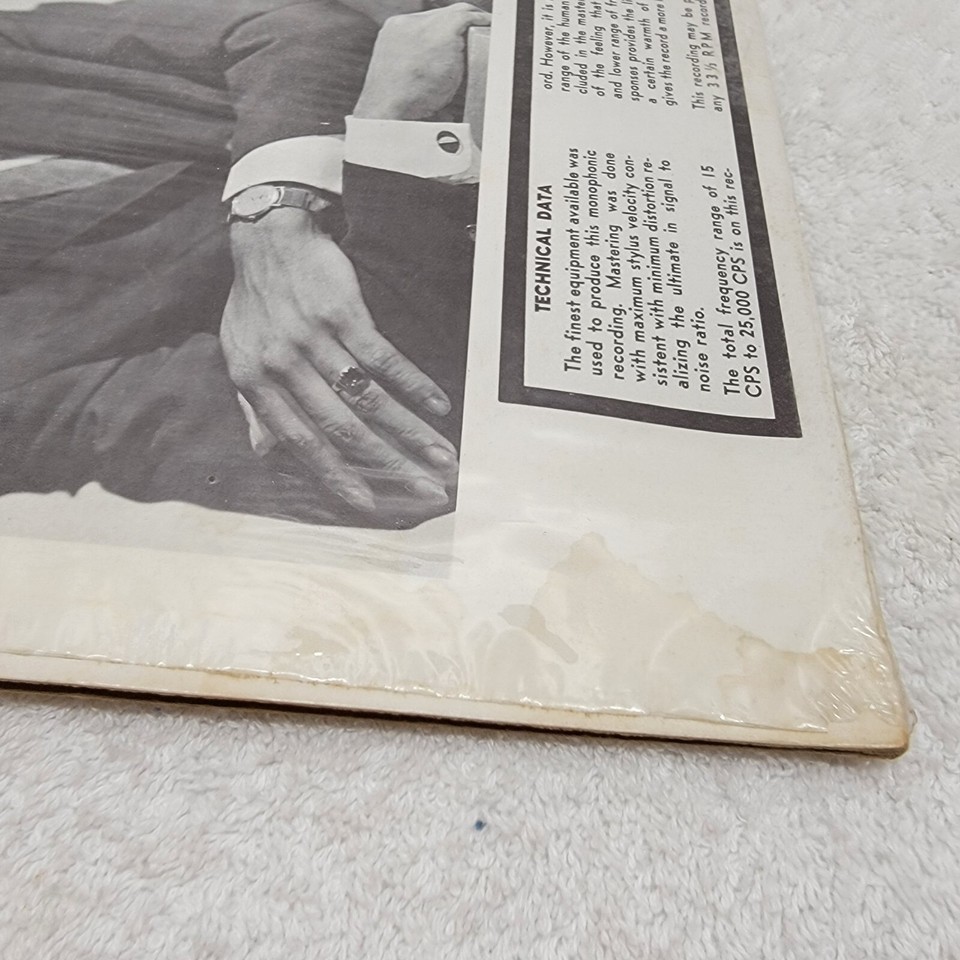 TECHNICAL DATA
The finest equipment available was
used to produce this monophonic
recording. Mastering was done
with maximum stylus velocity con-
sistent with minimum distortion re-
alizing the ultimate in signal to
noise ratio.
The total frequency range of 15
CPS to 25,000 CPS is on this rec-
ord. However, it is
range of the human
cluded in the
of the feeling that
and lower range of
sponses provides the
a certain warmth of
gives the record a more
This recording may be
any 33⅓ RPM